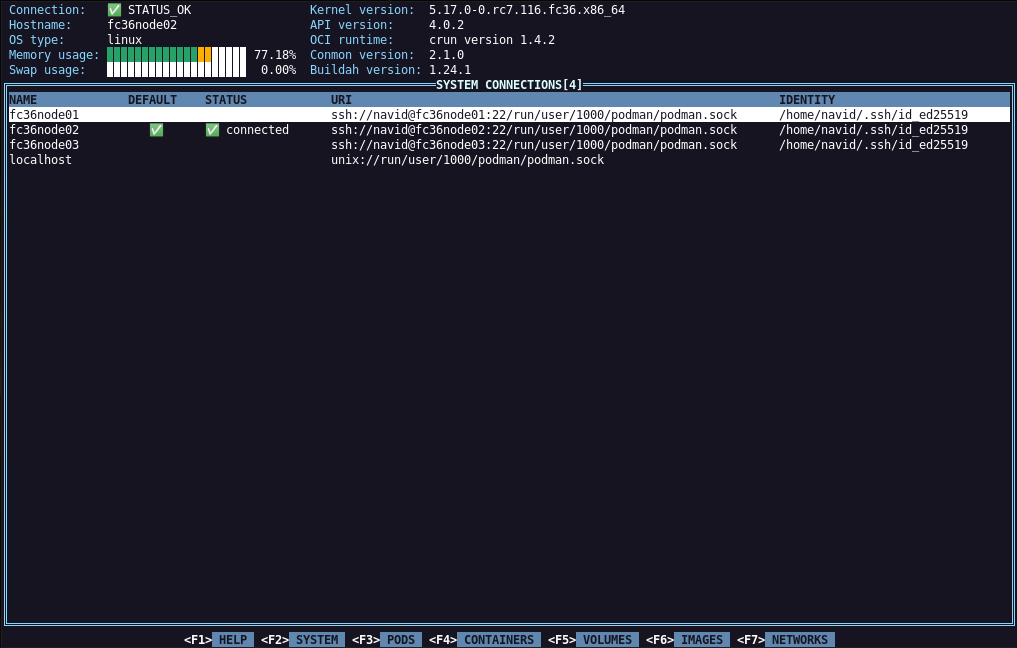 Connection: ✅ STATUS_OK Kernel version: 5.17.0-0.rc7.116.fc36.x86_64
Hostname: fc36node02 API version: 4.0.2
OS type: linux OCI runtime: crun version 1.4.2
Memory usage: 77.18% Conmon version: 2.1.0
Swap usage: 0.00% Buildah version: 1.24.1
SYSTEM CONNECTIONS[4]
NAME DEFAULT STATUS URI IDENTITY
fc36node01 ssh://navid@fc36node01:22/run/user/1000/podman/podman.sock /home/navid/.ssh/id_ed25519
fc36node02 ✅ ✅ connected ssh://navid@fc36node02:22/run/user/1000/podman/podman.sock /home/navid/.ssh/id_ed25519
fc36node03 ssh://navid@fc36node03:22/run/user/1000/podman/podman.sock /home/navid/.ssh/id_ed25519
localhost unix://run/user/1000/podman/podman.sock
<F1> HELP <F2> SYSTEM <F3> PODS <F4> CONTAINERS <F5> VOLUMES <F6> IMAGES <F7> NETWORKS